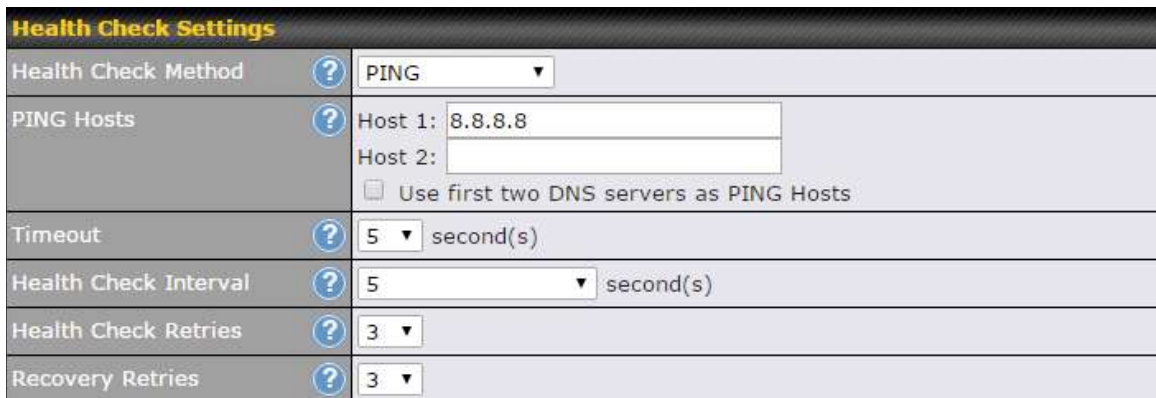 Health Check Settings
Health Check Method ? PING
PING Hosts ? Host 1: 8.8.8.8
Host 2:
Use first two DNS servers as PING Hosts
Timeout ? 5 second(s)
Health Check Interval ? 5 second(s)
Health Check Retries ? 3
Recovery Retries ? 3